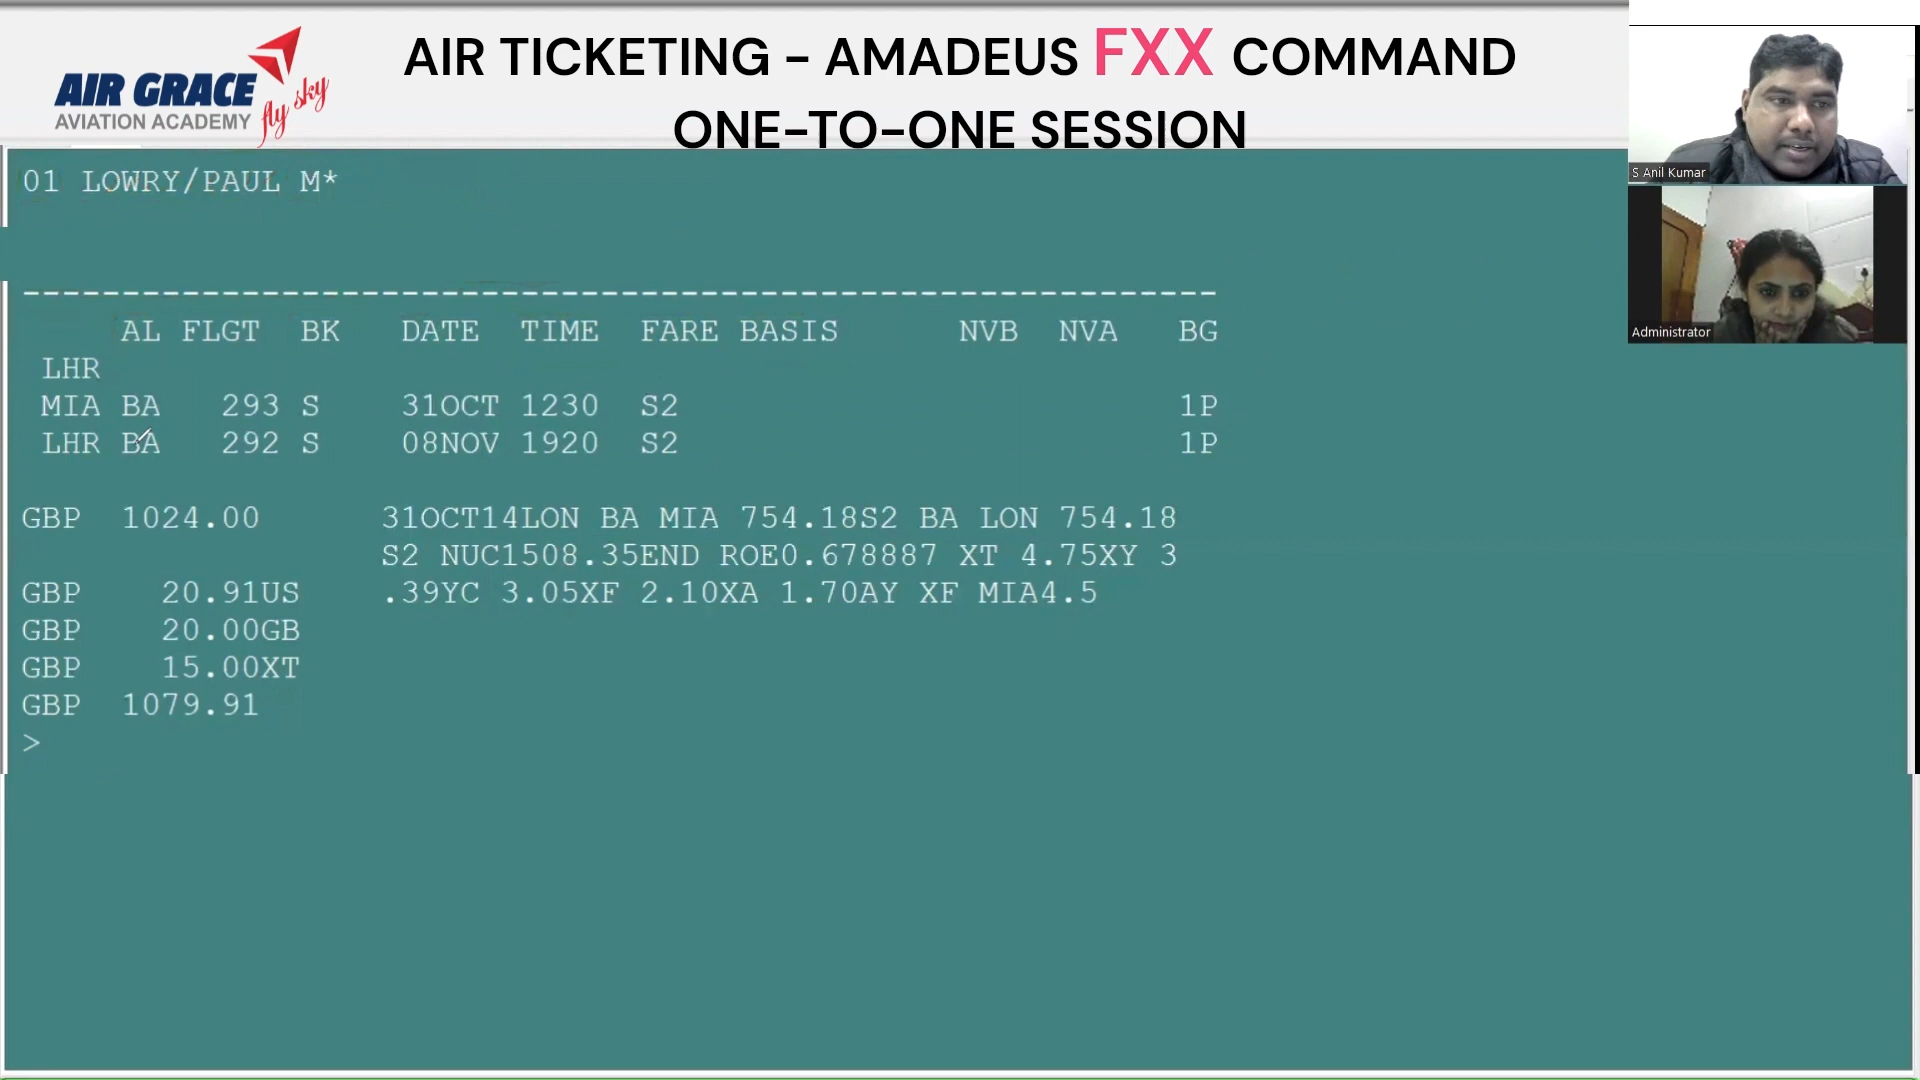 AIR GRACE
fly sky
AVIATION ACADEMY
AIR TICKETING - AMADEUS FXX COMMAND
ONE-TO-ONE SESSION
S Anil Kumar
Administrator
01 LOWRY/PAUL M*
------------------------------------------------------------
AL FLGT BK DATE TIME FARE BASIS NVB NVA BG
LHR
MIA BA 293 S 31OCT 1230 S2 1P
LHR BA 292 S 08NOV 1920 S2 1P
GBP 1024.00 31OCT14LON BA MIA 754.18S2 BA LON 754.18
S2 NUC1508.35END ROE0.678887 XT 4.75XY 3
GBP 20.91US .39YC 3.05XF 2.10XA 1.70AY XF MIA4.5
GBP 20.00GB
GBP 15.00XT
GBP 1079.91
>